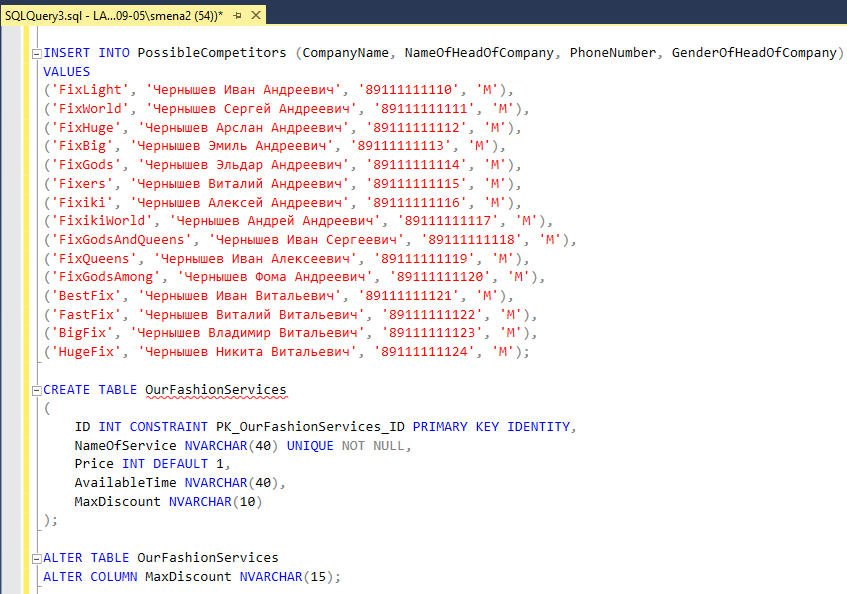 SQLQuery3.sql - LA...09-05\smena2 (54))*
INSERT INTO PossibleCompetitors (CompanyName, NameOfHeadOfCompany, PhoneNumber, GenderOfHeadOfCompany)
VALUES
('FixLight', 'Чернышев Иван Андреевич', '89111111110', 'М'),
('FixWorld', 'Чернышев Сергей Андреевич', '89111111111', 'М'),
('FixHuge', 'Чернышев Арслан Андреевич', '89111111112', 'М'),
('FixBig', 'Чернышев Эмиль Андреевич', '89111111113', 'М'),
('FixGods', 'Чернышев Эльдар Андреевич', '89111111114', 'М'),
('Fixers', 'Чернышев Виталий Андреевич', '89111111115', 'М'),
('Fixiki', 'Чернышев Алексей Андреевич', '89111111116', 'М'),
('FixikiWorld', 'Чернышев Андрей Андреевич', '89111111117', 'М'),
('FixGodsAndQueens', 'Чернышев Иван Сергеевич', '89111111118', 'М'),
('FixQueens', 'Чернышев Иван Алексеевич', '89111111119', 'М'),
('FixGodsAmong', 'Чернышев Фома Андреевич', '89111111120', 'М'),
('BestFix', 'Чернышев Иван Витальевич', '89111111121', 'М'),
('FastFix', 'Чернышев Виталий Витальевич', '89111111122', 'М'),
('BigFix', 'Чернышев Владимир Витальевич', '89111111123', 'М'),
('HugeFix', 'Чернышев Никита Витальевич', '89111111124', 'М');
CREATE TABLE OurFashionServices
(
ID INT CONSTRAINT PK_OurFashionServices_ID PRIMARY KEY IDENTITY,
NameOfService NVARCHAR(40) UNIQUE NOT NULL,
Price INT DEFAULT 1,
AvailableTime NVARCHAR(40),
MaxDiscount NVARCHAR(10)
);
ALTER TABLE OurFashionServices
ALTER COLUMN MaxDiscount NVARCHAR(15);